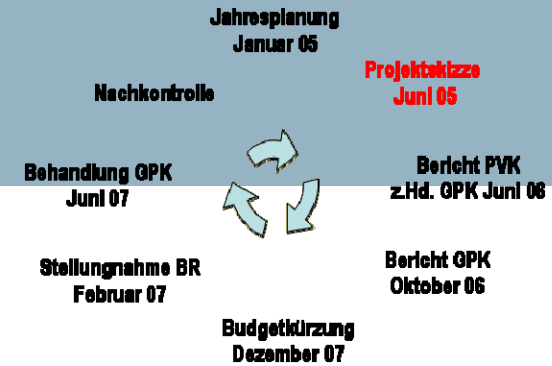 Jahresplanung
Januar 05
Projektskizze
Juni 05
Bericht PVK
z.Hd. GPK Juni 06
Bericht GPK
Oktober 06
Budgetkürzung
Dezember 07
Stellungnahme BR
Februar 07
Behandlung GPK
Juni 07
Nachkontrolle